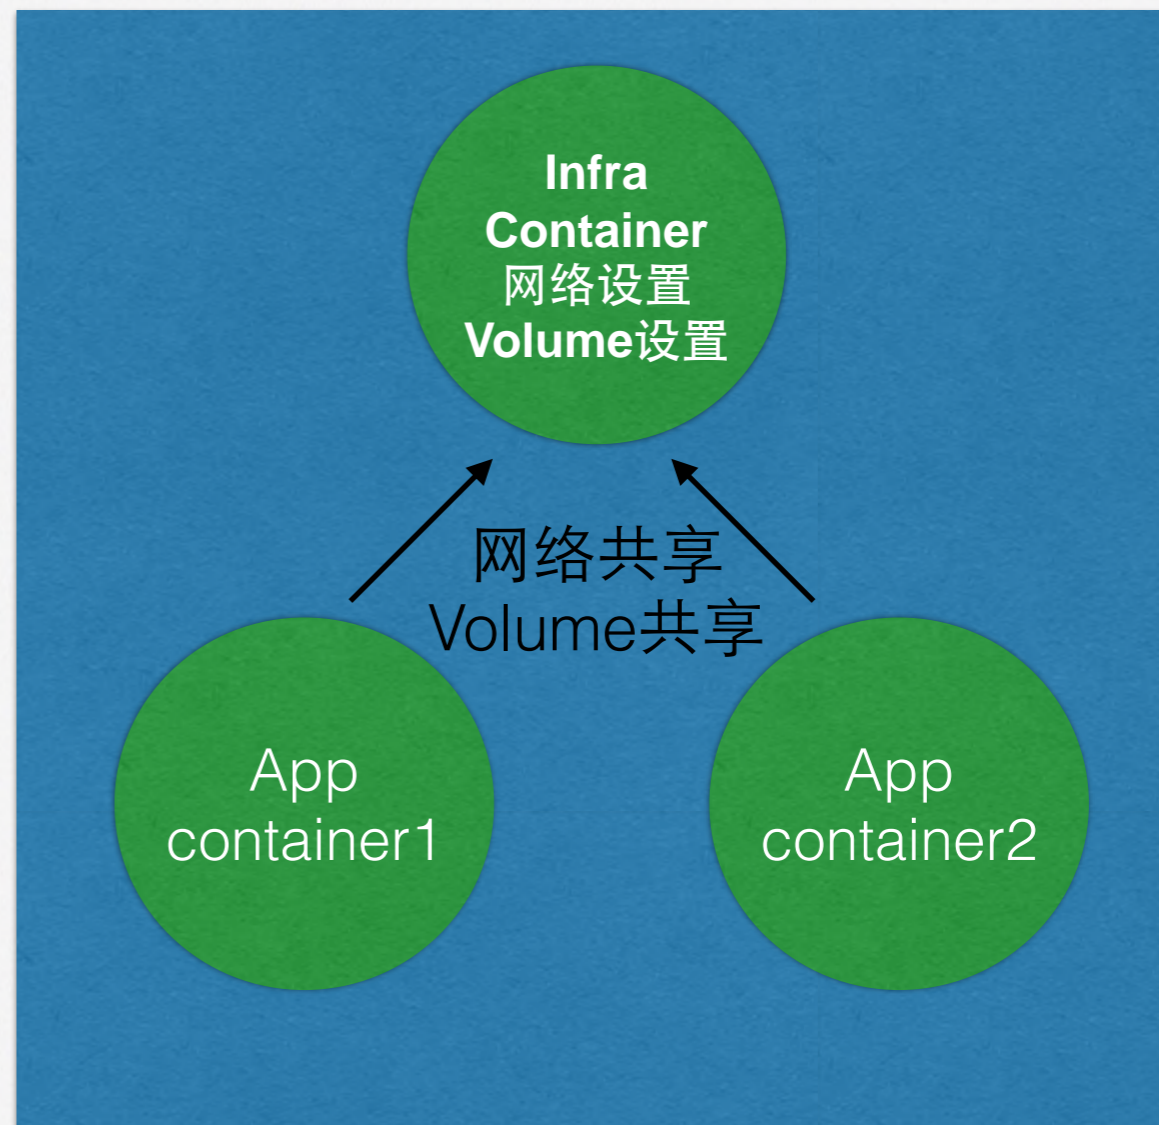 Infra
Container
网络设置
Volume设置
网络共享
Volume共享
App
container1
App
container2